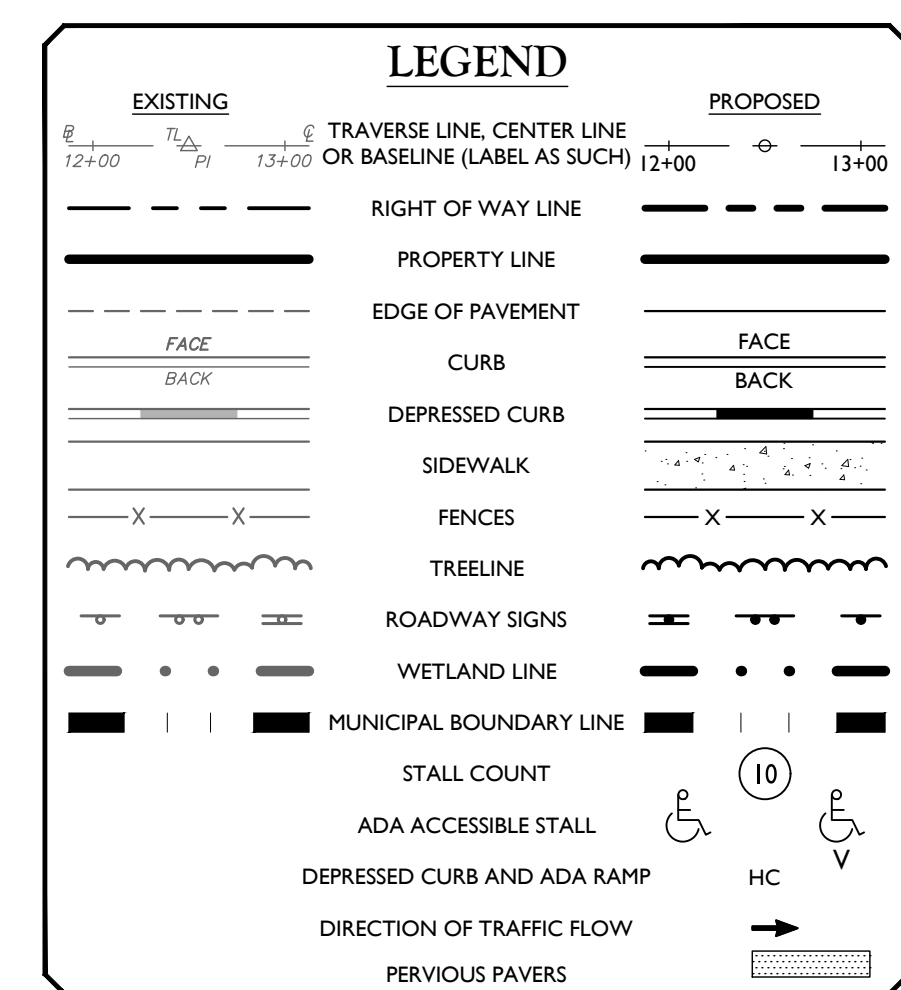 LEGEND
EXISTING
PROPOSED
TL
12+00
PI
13+00
TRAVERSE LINE, CENTER LINE
OR BASELINE (LABEL AS SUCH)
12+00
13+00
RIGHT OF WAY LINE
PROPERTY LINE
EDGE OF PAVEMENT
FACE
BACK
CURB
FACE
BACK
DEPRESSED CURB
SIDEWALK
X X
FENCES
X X
TREELINE
ROADWAY SIGNS
WETLAND LINE
MUNICIPAL BOUNDARY LINE
STALL COUNT
10
ADA ACCESSIBLE STALL
V
DEPRESSED CURB AND ADA RAMP
HC
DIRECTION OF TRAFFIC FLOW
PERVIOUS PAVERS